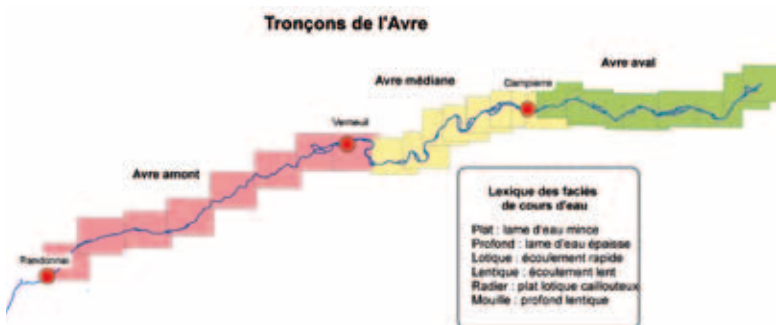 Tronçons de l'Avre
Avre aval
Avre médiane
Dampierre
Verneuil
Avre amont
Randonnai
Lexique des faciès
de cours d'eau
Plat : lame d'eau mince
Profond : lame d'eau épaisse
Lotique : écoulement rapide
Lentique : écoulement lent
Radier : plat lotique caillouteux
Mouille : profond lentique